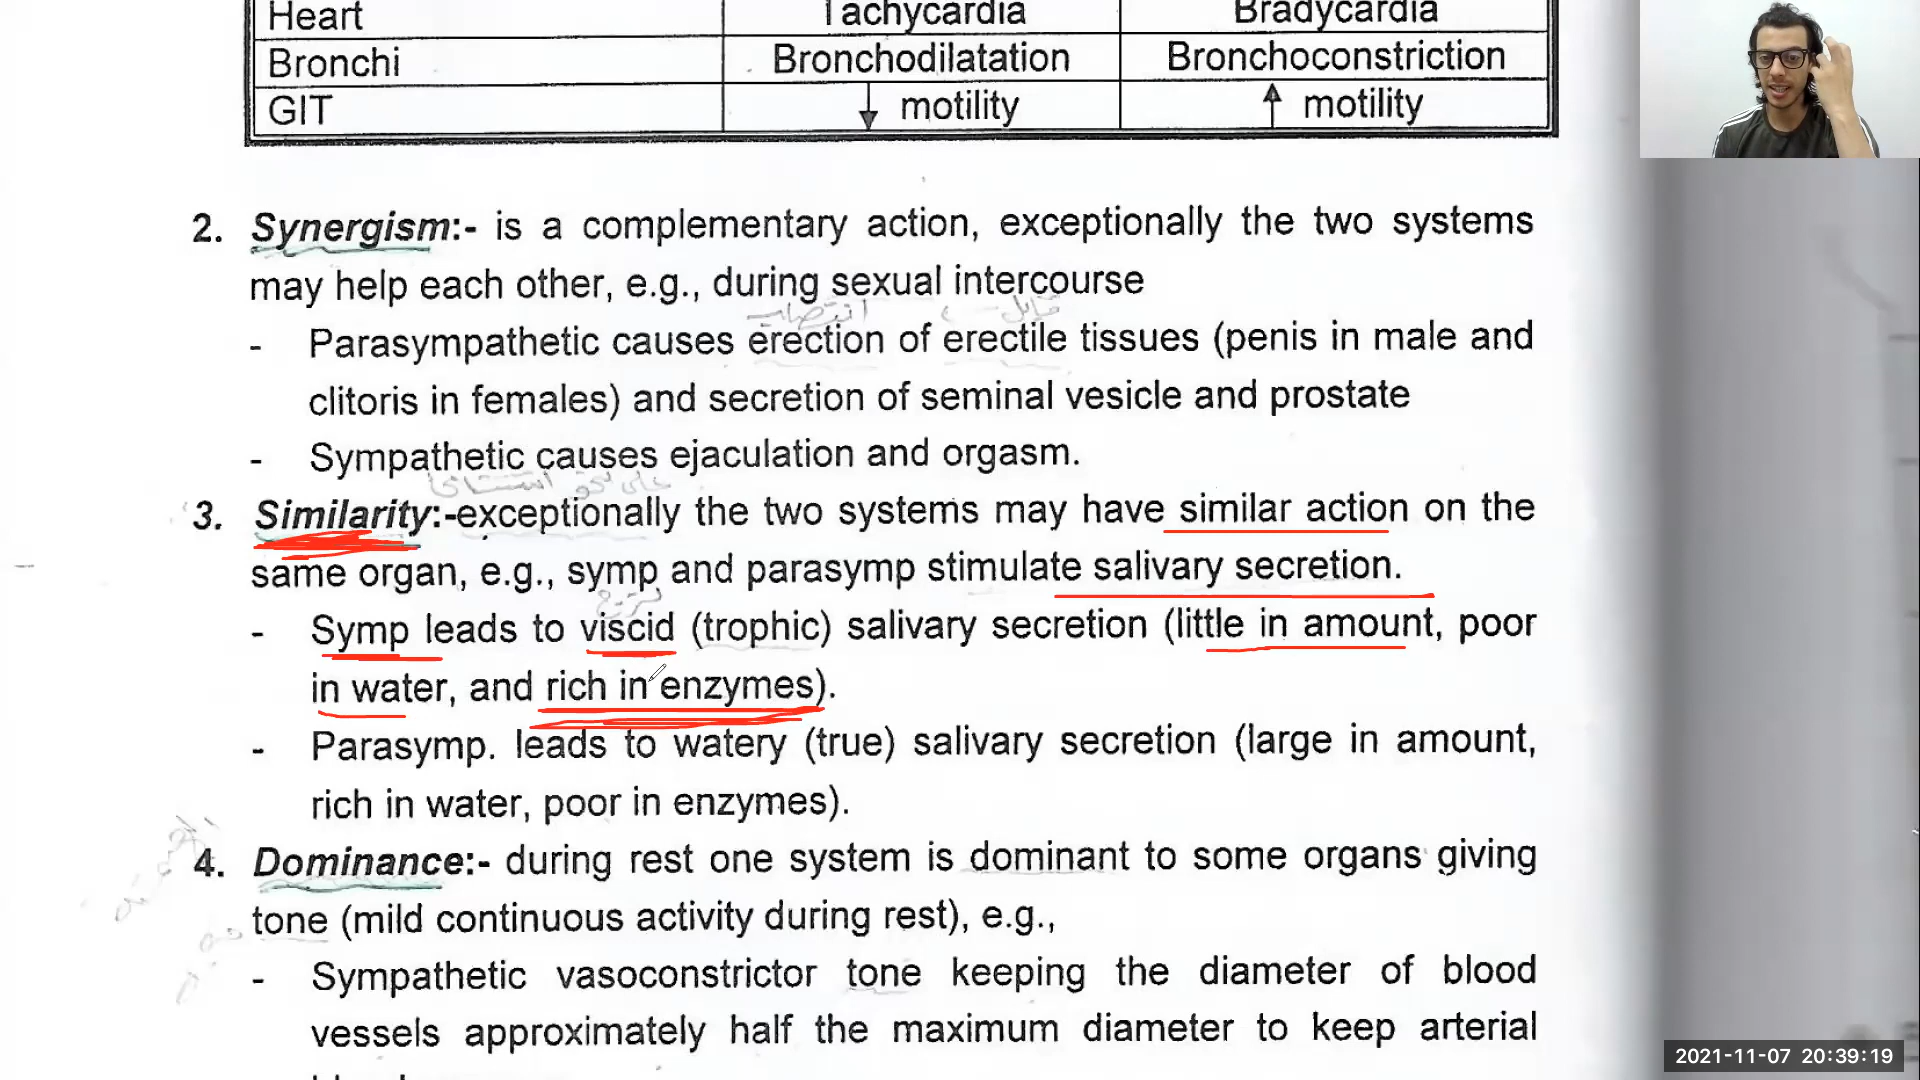 Heart Tachycardia Bradycardia
Bronchi Bronchodilatation Bronchoconstriction
GIT ↓ motility ↑ motility
2. Synergism:- is a complementary action, exceptionally the two systems
may help each other, e.g., during sexual intercourse
انتصاب
- Parasympathetic causes erection of erectile tissues (penis in male and
clitoris in females) and secretion of seminal vesicle and prostate
- Sympathetic causes ejaculation and orgasm.
على نحو استثنائى
3. Similarity:-exceptionally the two systems may have similar action on the
same organ, e.g., symp and parasymp stimulate salivary secretion.
- Symp leads to viscid (trophic) salivary secretion (little in amount, poor
in water, and rich in enzymes).
- Parasymp. leads to watery (true) salivary secretion (large in amount,
rich in water, poor in enzymes).
4. Dominance:- during rest one system is dominant to some organs giving
tone (mild continuous activity during rest), e.g.,
- Sympathetic vasoconstrictor tone keeping the diameter of blood
vessels approximately half the maximum diameter to keep arterial
2021-11-07 20:39:19